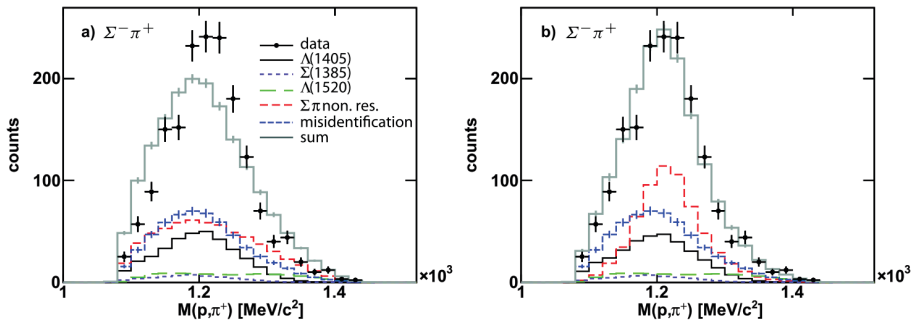 a) Σ⁻π⁺
data
Λ(1405)
Σ(1385)
Λ(1520)
Σπ non. res.
misidentification
sum
counts
200
100
0
1
1.2
1.4
×10³
M(p,π⁺) [MeV/c²]
b) Σ⁻π⁺
counts
200
100
0
1
1.2
1.4
×10³
M(p,π⁺) [MeV/c²]